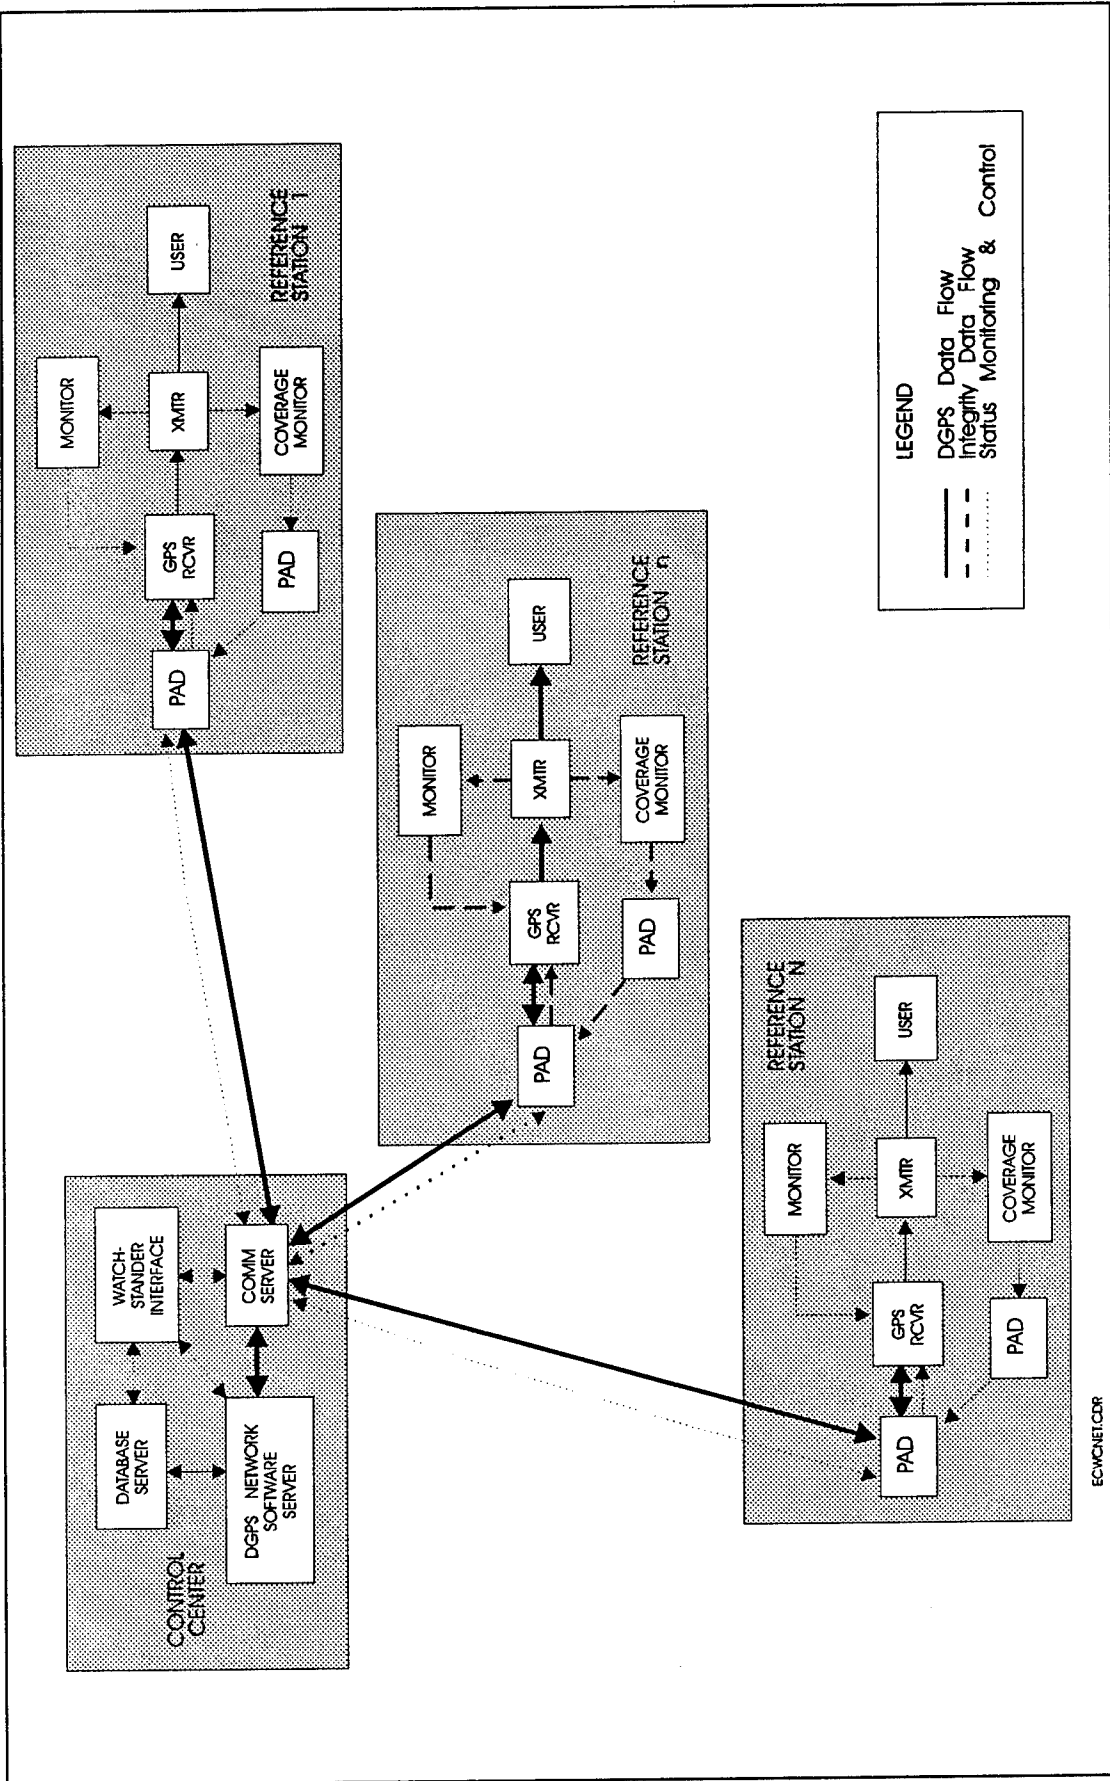 CONTROL
CENTER
DATABASE
SERVER
WATCH-
STANDER
INTERFACE
DGPS NETWORK
SOFTWARE
SERVER
COMM
SERVER
MONITOR
PAD
GPS
RCVR
XMTR
USER
PAD
COVERAGE
MONITOR
REFERENCE
STATION 1
MONITOR
PAD
GPS
RCVR
XMTR
USER
PAD
COVERAGE
MONITOR
REFERENCE
STATION n
REFERENCE
STATION N
MONITOR
PAD
GPS
RCVR
XMTR
USER
PAD
COVERAGE
MONITOR
LEGEND
DGPS Data Flow
Integrity Data Flow
Status Monitoring & Control
ECWCNET.CDR